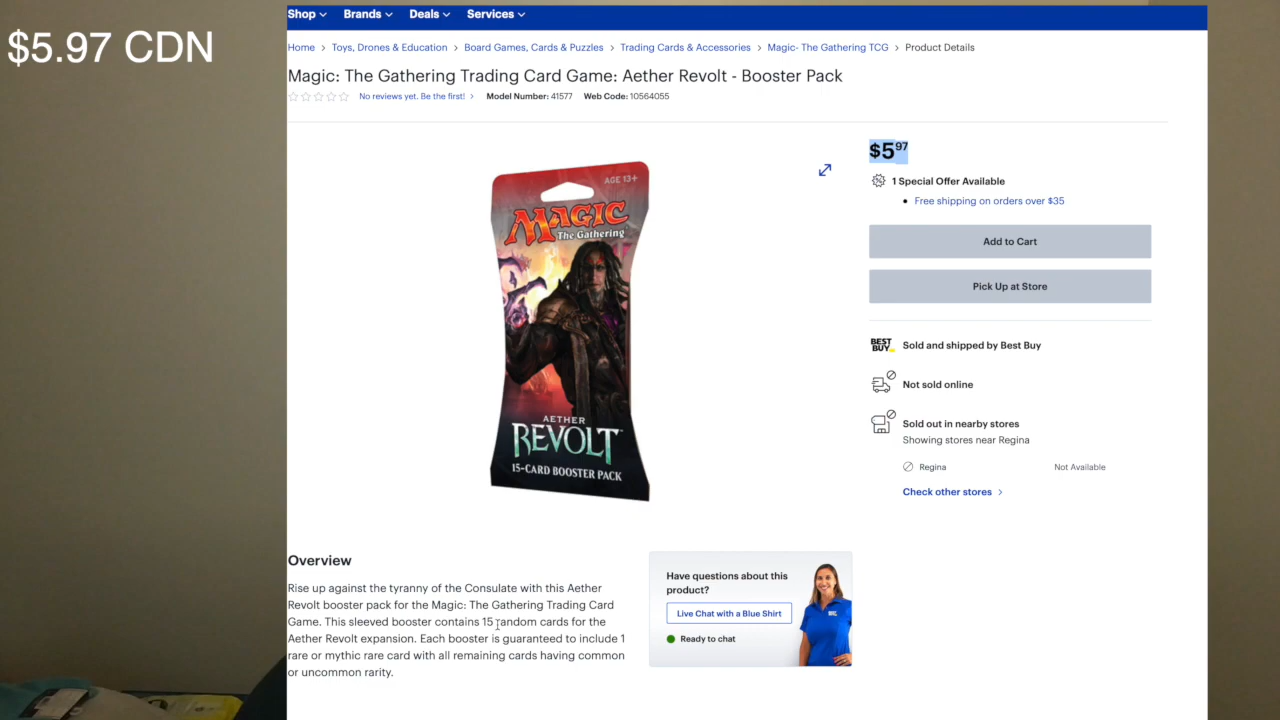 $5.97 CDN
Shop Brands Deals Services
Home > Toys, Drones & Education > Board Games, Cards & Puzzles > Trading Cards & Accessories > Magic- The Gathering TCG > Product Details
Magic: The Gathering Trading Card Game: Aether Revolt - Booster Pack
No reviews yet. Be the first! > Model Number: 41577 Web Code: 10564055
$5 97
1 Special Offer Available
• Free shipping on orders over $35
Add to Cart
Pick Up at Store
BEST BUY Sold and shipped by Best Buy
Not sold online
Sold out in nearby stores
Showing stores near Regina
Regina Not Available
Check other stores >
AGE 13+
MAGIC
The Gathering
AETHER
REVOLT
15-CARD BOOSTER PACK
Overview
Rise up against the tyranny of the Consulate with this Aether
Revolt booster pack for the Magic: The Gathering Trading Card
Game. This sleeved booster contains 15 random cards for the
Aether Revolt expansion. Each booster is guaranteed to include 1
rare or mythic rare card with all remaining cards having common
or uncommon rarity.
Have questions about this
product?
Live Chat with a Blue Shirt
Ready to chat